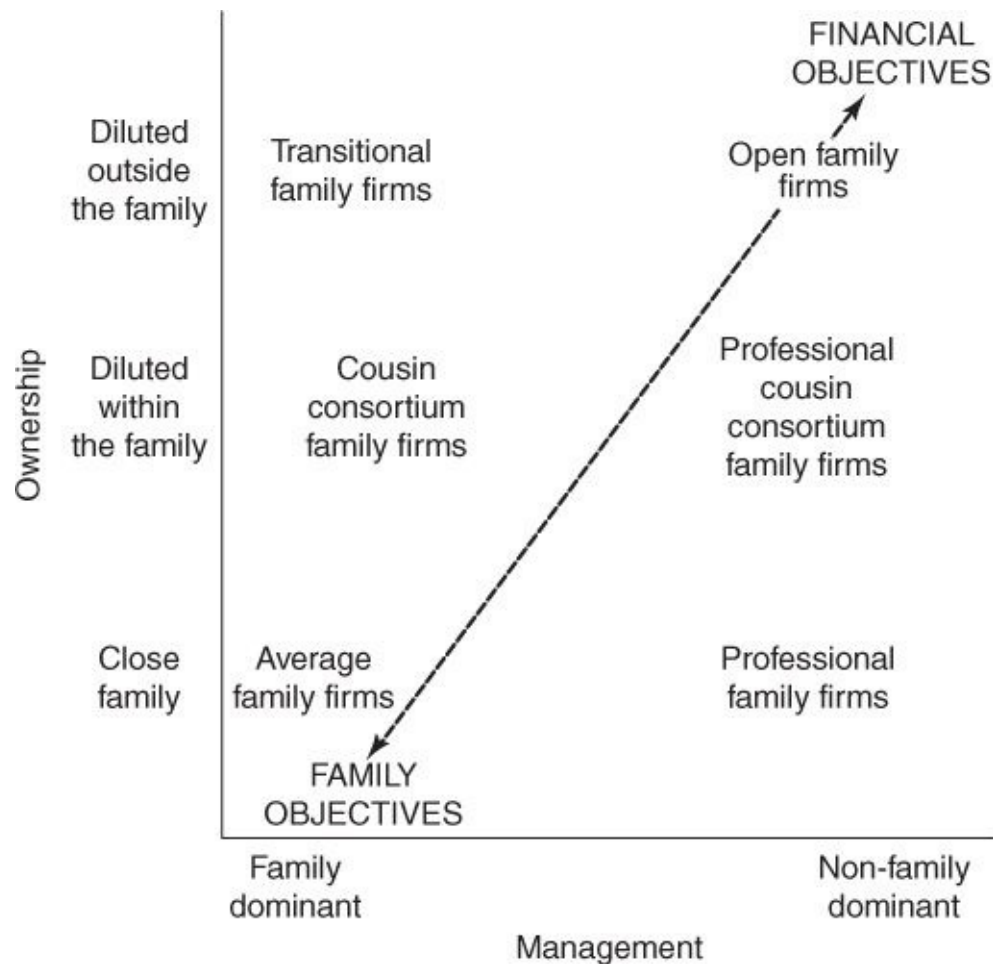 FINANCIAL
OBJECTIVES
Diluted
outside
the family
Transitional
family firms
Open family
firms
Ownership
Diluted
within
the family
Cousin
consortium
family firms
Professional
cousin
consortium
family firms
Close
family
Average
family firms
Professional
family firms
FAMILY
OBJECTIVES
Family
dominant
Non-family
dominant
Management